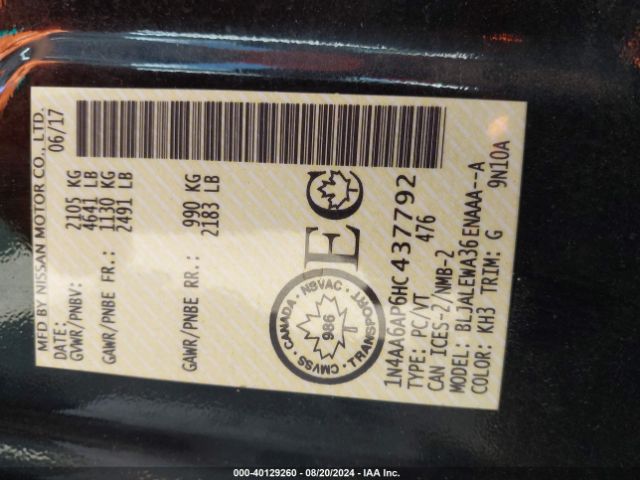 MFD BY NISSAN MOTOR CO., LTD.
DATE: 06/17
GVWR/PNBV: 2105 KG
4641 LB
GAWR/PNBE FR.: 1130 KG
2491 LB
GAWR/PNBE RR.: 990 KG
2183 LB
EC
CANADA · NSVAC · TRANSPORT · CMVSS ·
986
1N4AA6AP6HC437792
TYPE: PC/VT 476
CAN ICES-2/NMB-2
MODEL: BLJALEWA36ENAAA--A
COLOR: KH3 TRIM: G 9N10A
000-40129260 - 08/20/2024 - IAA Inc.